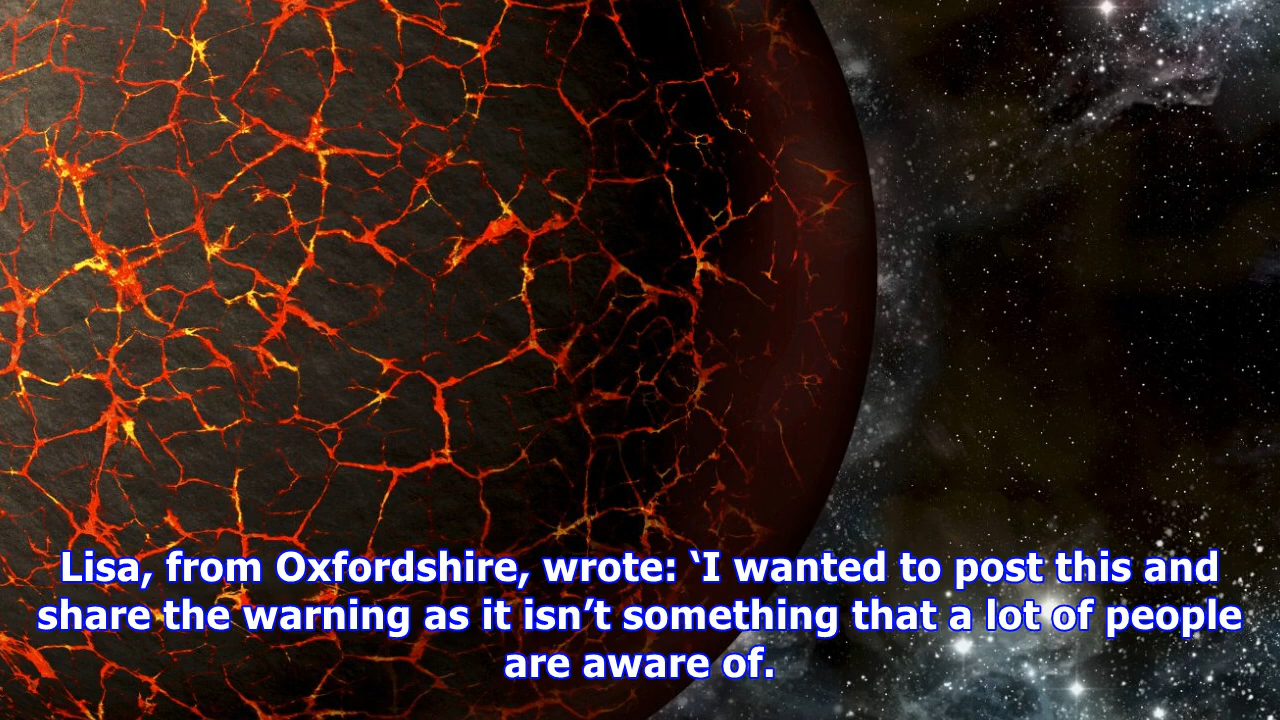 Lisa, from Oxfordshire, wrote: ‘I wanted to post this and
share the warning as it isn’t something that a lot of people
are aware of.